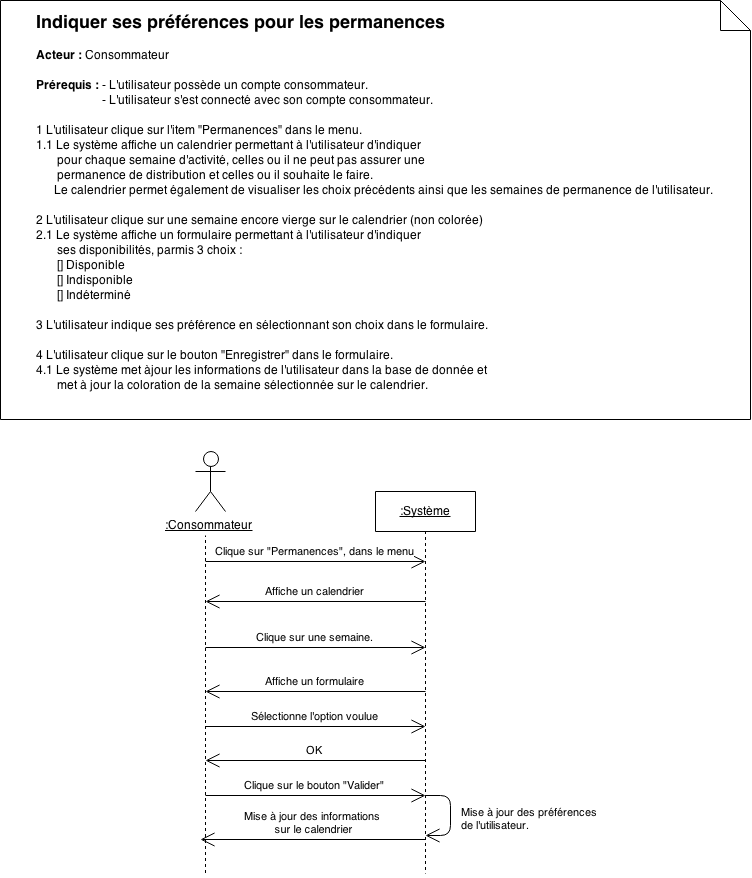 Indiquer ses préférences pour les permanences
Acteur : Consommateur
Prérequis : - L'utilisateur possède un compte consommateur.
- L'utilisateur s'est connecté avec son compte consommateur.
1 L'utilisateur clique sur l'item "Permanences" dans le menu.
1.1 Le système affiche un calendrier permettant à l'utilisateur d'indiquer
pour chaque semaine d'activité, celles ou il ne peut pas assurer une
permanence de distribution et celles ou il souhaite le faire.
Le calendrier permet également de visualiser les choix précédents ainsi que les semaines de permanence de l'utilisateur.
2 L'utilisateur clique sur une semaine encore vierge sur le calendrier (non colorée)
2.1 Le système affiche un formulaire permettant à l'utilisateur d'indiquer
ses disponibilités, parmis 3 choix :
[] Disponible
[] Indisponible
[] Indéterminé
3 L'utilisateur indique ses préférence en sélectionnant son choix dans le formulaire.
4 L'utilisateur clique sur le bouton "Enregistrer" dans le formulaire.
4.1 Le système met àjour les informations de l'utilisateur dans la base de donnée et
met à jour la coloration de la semaine sélectionnée sur le calendrier.
:Consommateur
:Système
Clique sur "Permanences", dans le menu
Affiche un calendrier
Clique sur une semaine.
Affiche un formulaire
Sélectionne l'option voulue
OK
Clique sur le bouton "Valider"
Mise à jour des préférences
de l'utilisateur.
Mise à jour des informations
sur le calendrier